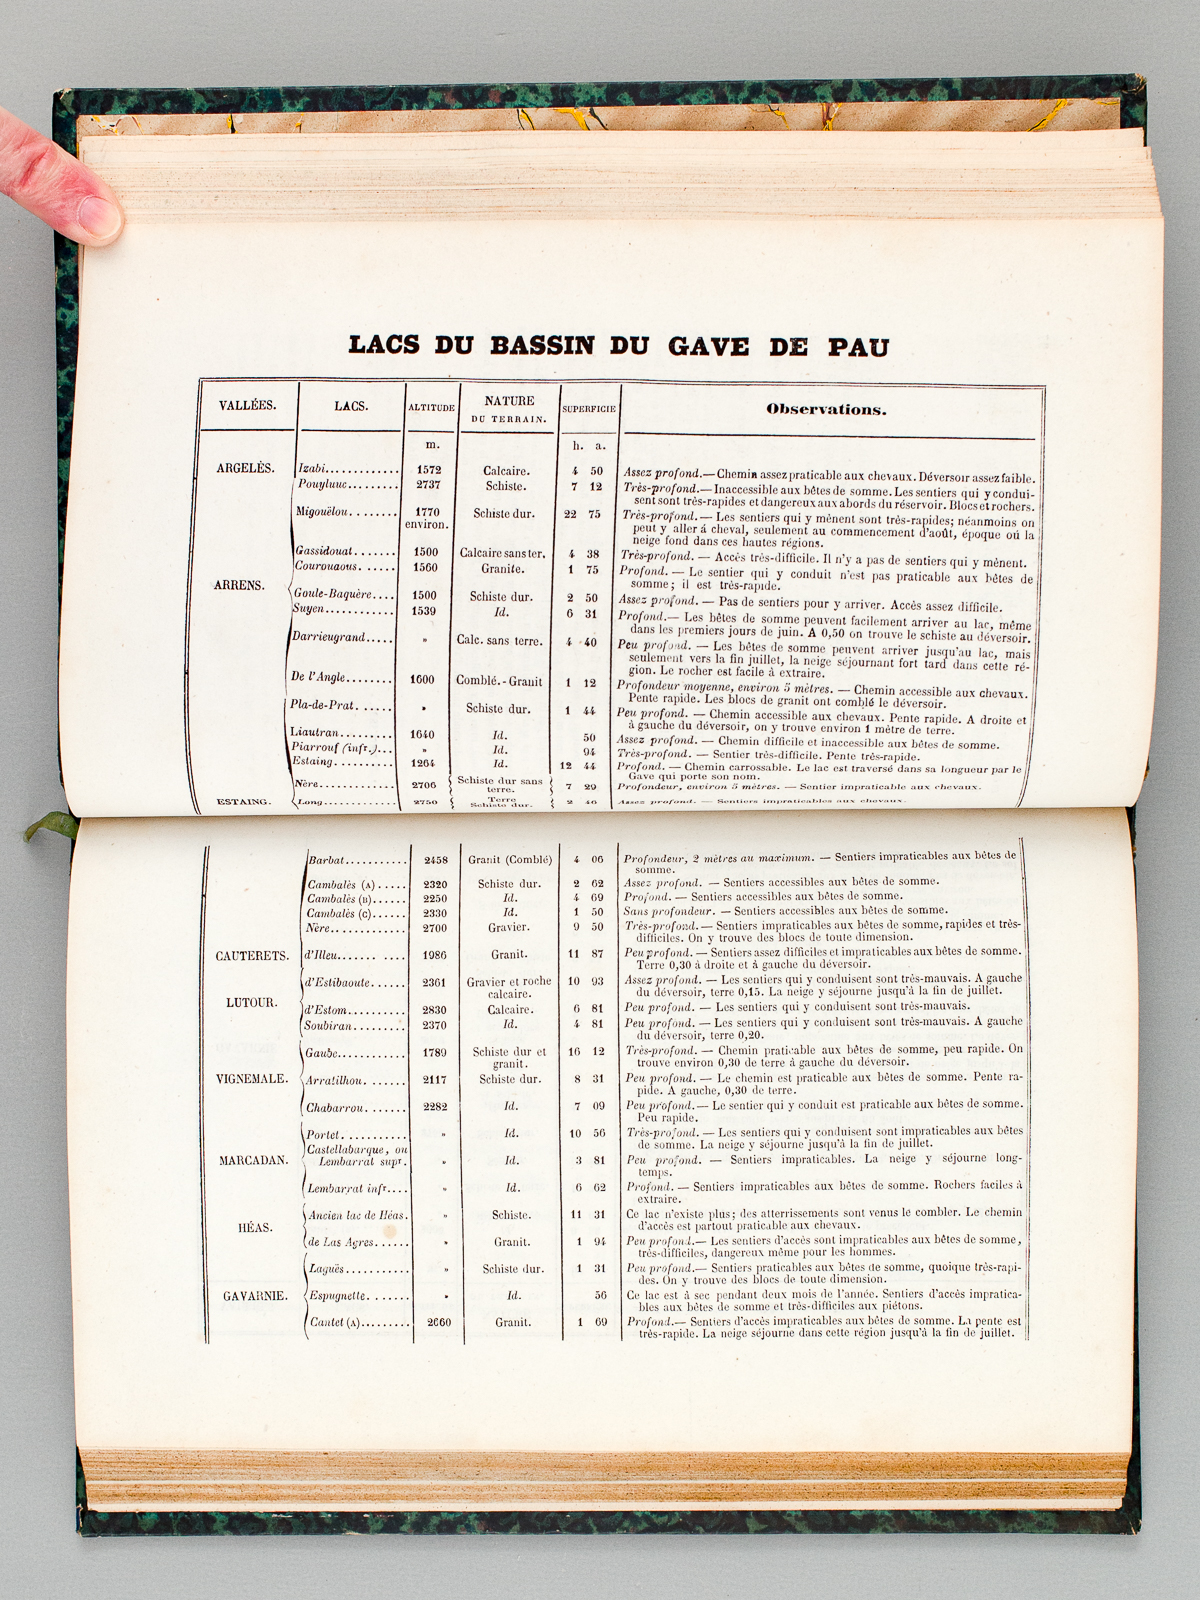 LACS DU BASSIN DU GAVE DE PAU
VALLÉES. LACS. ALTITUDE NATURE DU TERRAIN. SUPERFICIE Observations.
m. h. a.
ARGELÈS. Izabi............. 1572 Calcaire. 4 50 Assez profond.—Chemin assez praticable aux chevaux. Déversoir assez faible.
Pouyluuc......... 2737 Schiste. 7 12 Très-profond.— Inaccessible aux bêtes de somme. Les sentiers qui y condui-
sent sont très-rapides et dangereux aux abords du réservoir. Blocs et rochers.
Migouëlou........ 1770 environ. Schiste dur. 22 75 Très-profond.— Les sentiers qui y mènent sont très-rapides; néanmoins on
peut y aller á cheval, seulement au commencement d'août, époque où la
neige fond dans ces hautes régions.
Gassidouat....... 1500 Calcaire sans ter. 4 38 Très-profond. — Accès très-difficile. Il n'y a pas de sentiers qui y mènent.
ARRENS. Courouaous...... 1560 Granite. 1 75 Profond. — Le sentier qui y conduit n'est pas praticable aux bêtes de
somme; il est très-rapide.
Goule-Baquère.... 1500 Schiste dur. 2 50 Assez profond. — Pas de sentiers pour y arriver. Accès assez difficile.
Suyen............ 1539 Id. 6 31 Profond.— Les bêtes de somme peuvent facilement arriver au lac, même
dans les premiers jours de juin. A 0,50 on trouve le schiste au déversoir.
Darrieugrand..... » Calc. sans terre. 4 40 Peu profond. — Les bêtes de somme peuvent arriver jusqu'au lac, mais
seulement vers la fin juillet, la neige séjournant fort tard dans cette ré-
gion. Le rocher est facile à extraire.
De l'Angle........ 1600 Comblé.-Granit 1 12 Profondeur moyenne, environ 5 mètres. — Chemin accessible aux chevaux.
Pente rapide. Les blocs de granit ont comblé le déversoir.
Pla-de-Prat...... » Schiste dur. 1 44 Peu profond. — Chemin accessible aux chevaux. Pente rapide. A droite et
à gauche du déversoir, on y trouve environ 1 mètre de terre.
Liautran......... 1640 Id. 50 Assez profond. — Chemin difficile et inaccessible aux bêtes de somme.
Piarrouf (infr.)... » Id. 94 Très-profond. — Sentier très-difficile. Pente très-rapide.
Estaing.......... 1264 Id. 12 44 Profond. — Chemin carrossable. Le lac est traversé dans sa longueur par le
Gave qui porte son nom.
Nère............. 2706 Schiste dur sans terre. 7 29 Profondeur, environ 5 mètres. — Sentier impraticable aux chevaux.
ESTAING. Long............. 2750 Terre Schiste dur. 2 46 Assez profond. — Sentiers impraticables aux chevaux.
Barbat........... 2458 Granit (Comblé) 4 06 Profondeur, 2 mètres au maximum. — Sentiers impraticables aux bêtes de
somme.
Cambalès (A)..... 2320 Schiste dur. 2 62 Assez profond. — Sentiers accessibles aux bêtes de somme.
Cambalès (B)...... 2250 Id. 4 69 Profond. — Sentiers accessibles aux bêtes de somme.
Cambalès (C)...... 2330 Id. 1 50 Sans profondeur. — Sentiers accessibles aux bêtes de somme.
Nère............. 2700 Gravier. 9 50 Très-profond.— Sentiers impraticables aux bêtes de somme, rapides et très-
difficiles. On y trouve des blocs de toute dimension.
CAUTERETS. d'Illeu....... .... 1986 Granit. 11 87 Peu profond. — Sentiers assez difficiles et impraticables aux bêtes de somme.
Terre 0,30 à droite et à gauche du déversoir.
LUTOUR. d'Estibaoute...... 2361 Gravier et roche calcaire. 10 93 Assez profond. — Les sentiers qui y conduisent sont très-mauvais. A gauche
du déversoir, terre 0,15. La neige y séjourne jusqu'à la fin de juillet.
d'Estom.......... 2830 Calcaire. 6 81 Peu profond. — Les sentiers qui y conduisent sont très-mauvais.
Soubiran......... 2370 Id. 4 81 Peu profond. — Les sentiers qui y conduisent sont très-mauvais. A gauche
du déversoir, terre 0,20.
Gaube............ 1789 Schiste dur et granit. 16 12 Très-profond. — Chemin praticable aux bêtes de somme, peu rapide. On
trouve environ 0,30 de terre à gauche du déversoir.
VIGNEMALE. Arratilhou. ...... 2117 Schiste dur. 8 31 Peu profond. — Le chemin est praticable aux bêtes de somme. Pente ra-
pide. A gauche, 0,30 de terre.
Chabarrou. ...... 2282 Id. 7 09 Peu profond.— Le sentier qui y conduit est praticable aux bêtes de somme.
Peu rapide.
Portet........... » Id. 10 56 Très-profond. — Les sentiers qui y conduisent sont impraticables aux bêtes
de somme. La neige y séjourne jusqu'à la fin de juillet.
MARCADAN. Castellabarque, ou Lembarrat supr. » Id. 3 81 Peu profond. — Sentiers impraticables. La neige y séjourne long-
temps.
Lembarrat infr.... » Id. 6 62 Profond. — Sentiers impraticables aux bêtes de somme. Rochers faciles à
extraire.
HÉAS. Ancien lac de Héas. » Schiste. 11 31 Ce lac n'existe plus; des atterrissements sont venus le combler. Le chemin
d'accès est partout praticable aux chevaux.
de Las Agres...... » Granit. 1 94 Peu profond.— Les sentiers d'accès sont impraticables aux bêtes de somme,
très-difficiles, dangereux même pour les hommes.
Laguës........... » Schiste dur. 1 31 Peu profond.— Sentiers praticables aux bêtes de somme, quoique très-rapi-
des. On y trouve des blocs de toute dimension.
GAVARNIE. Espugnette....... » Id. 56 Ce lac est à sec pendant deux mois de l'année. Sentiers d'accès impratica-
bles aux bêtes de somme et très-difficiles aux piétons.
Cantet (A)........ 2660 Granit. 1 69 Profond.— Sentiers d'accès impraticables aux bêtes de somme. La pente est
très-rapide. La neige séjourne dans cette région jusqu'à la fin de juillet.